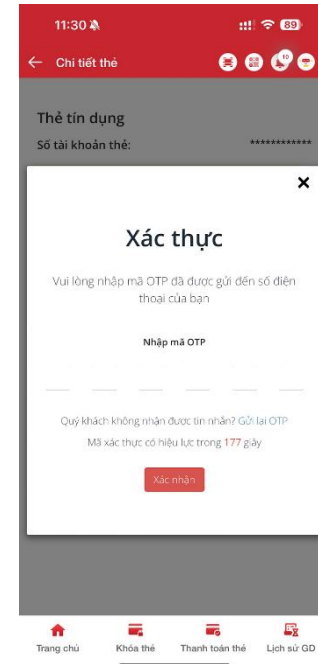 11:30
89
Chi tiết thẻ
10
Thẻ tín dụng
Số tài khoản thẻ: ************
×
Xác thực
Vui lòng nhập mã OTP đã được gửi đến số điện
thoại của bạn
Nhập mã OTP
Quý khách không nhận được tin nhắn? Gửi lại OTP
Mã xác thực có hiệu lực trong 177 giây
Xác nhận
Trang chủ Khóa thẻ Thanh toán thẻ Lịch sử GD